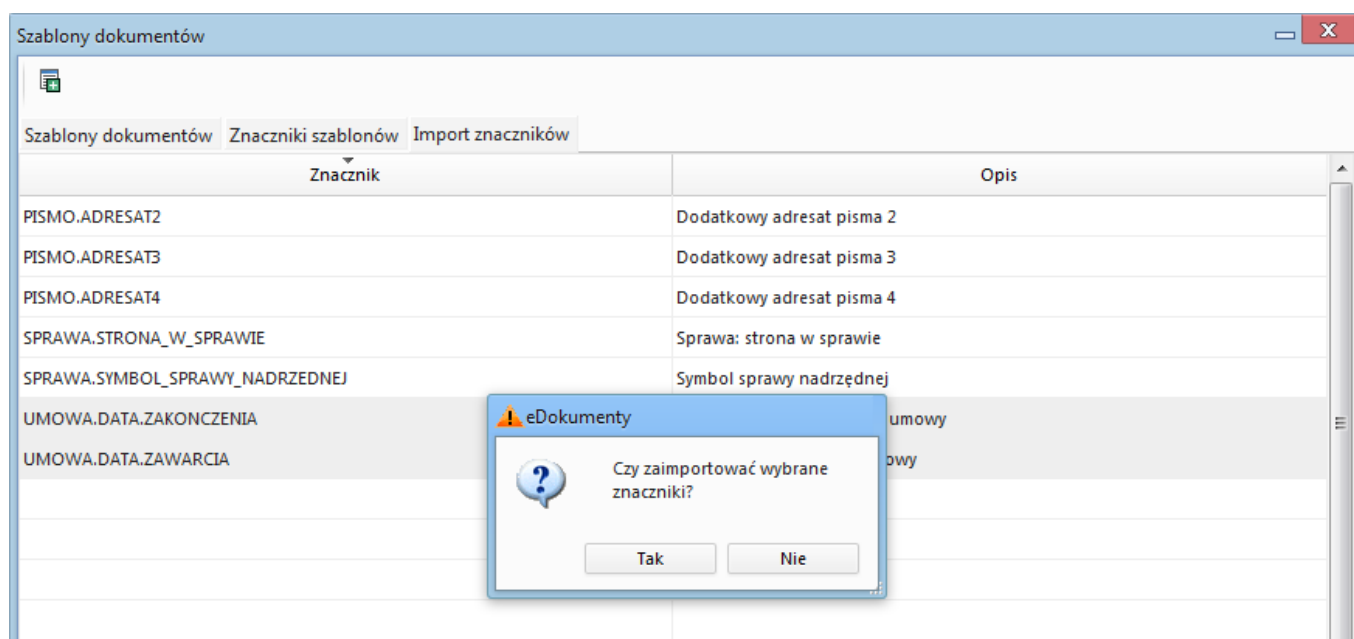 Szablony dokumentów
Szablony dokumentów Znaczniki szablonów Import znaczników
Znacznik Opis
PISMO.ADRESAT2 Dodatkowy adresat pisma 2
PISMO.ADRESAT3 Dodatkowy adresat pisma 3
PISMO.ADRESAT4 Dodatkowy adresat pisma 4
SPRAWA.STRONA_W_SPRAWIE Sprawa: strona w sprawie
SPRAWA.SYMBOL_SPRAWY_NADRZEDNEJ Symbol sprawy nadrzędnej
UMOWA.DATA.ZAKONCZENIA umowy
UMOWA.DATA.ZAWARCIA
eDokumenty
Czy zaimportować wybrane
znaczniki?
Tak Nie